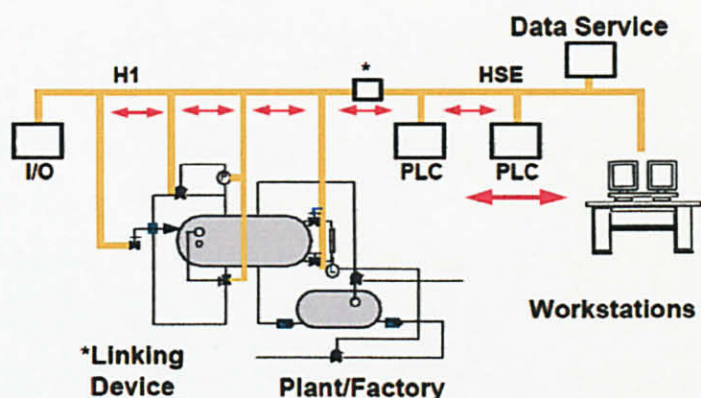 Data Service
*
H1
HSE
I/O
PLC
PLC
Workstations
*Linking
Device
Plant/Factory